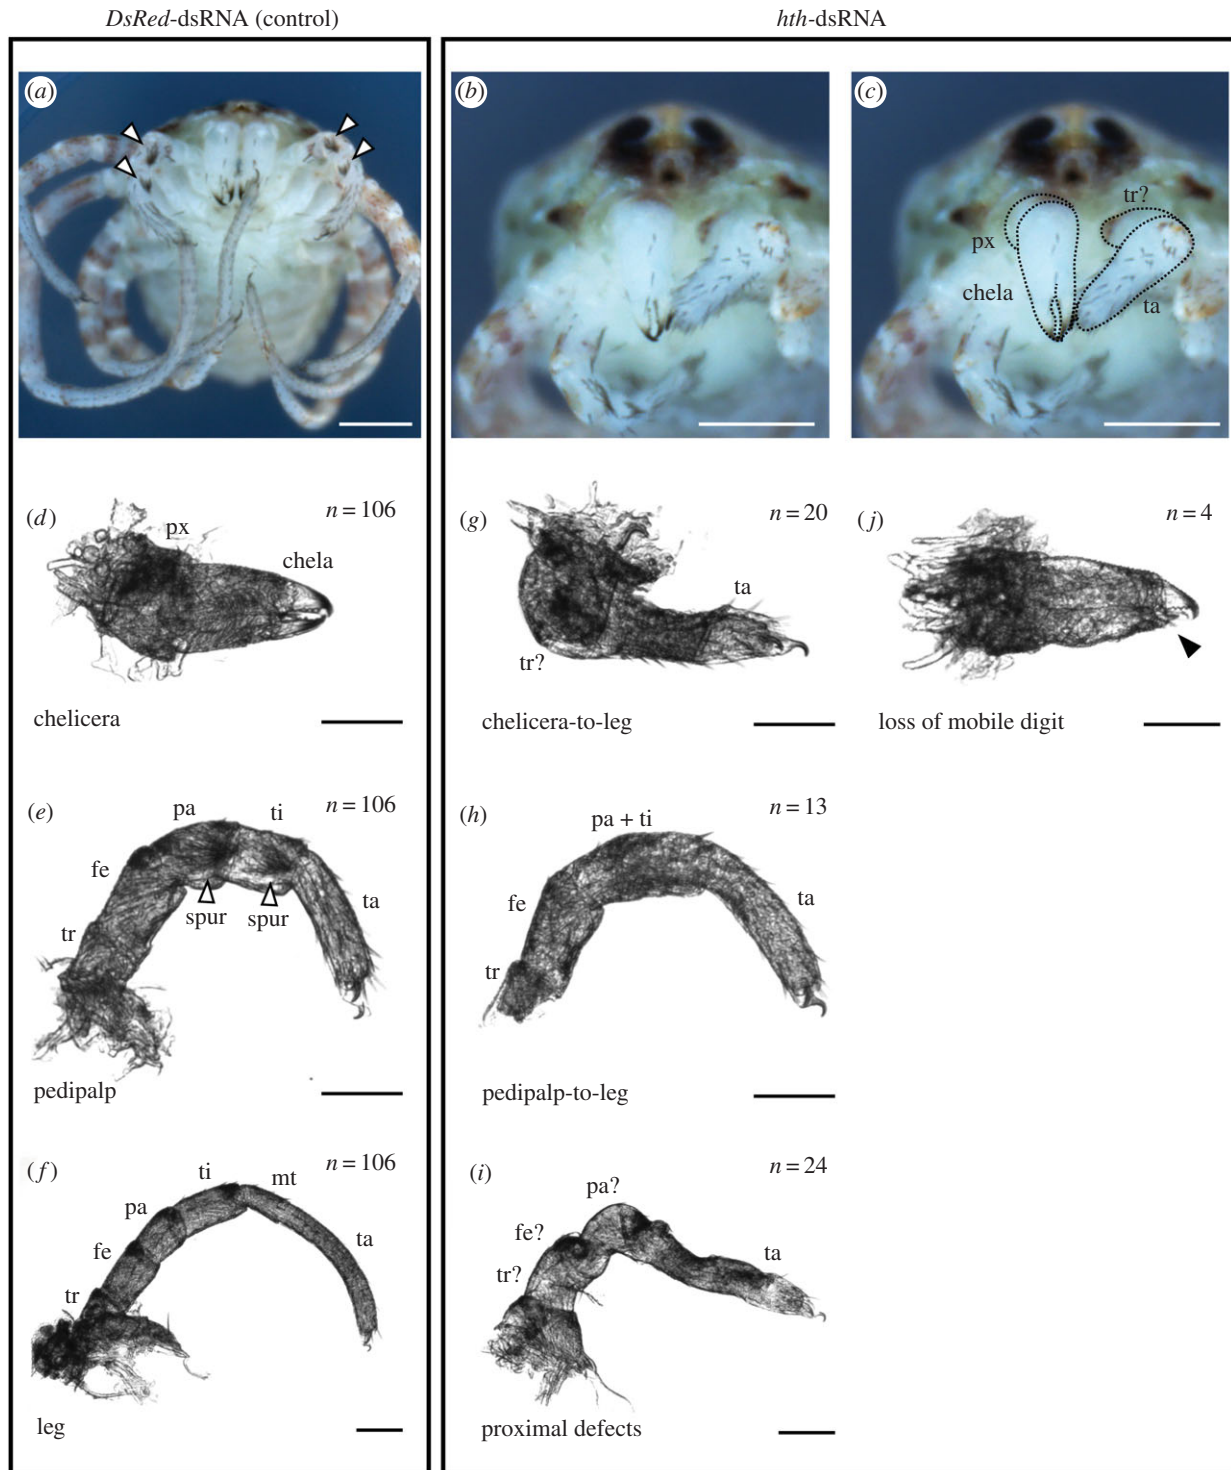 DsRed-dsRNA (control)
hth-dsRNA
(a)
(b)
(c)
tr?
px
chela
ta
(d)
px
n = 106
chela
chelicera
(g)
n = 20
ta
tr?
chelicera-to-leg
(j)
n = 4
loss of mobile digit
(e)
pa
ti
n = 106
fe
spur
spur
ta
tr
pedipalp
(h)
pa + ti
n = 13
fe
ta
tr
pedipalp-to-leg
(f)
ti
mt
n = 106
pa
fe
ta
tr
leg
(i)
n = 24
pa?
fe?
ta
tr?
proximal defects